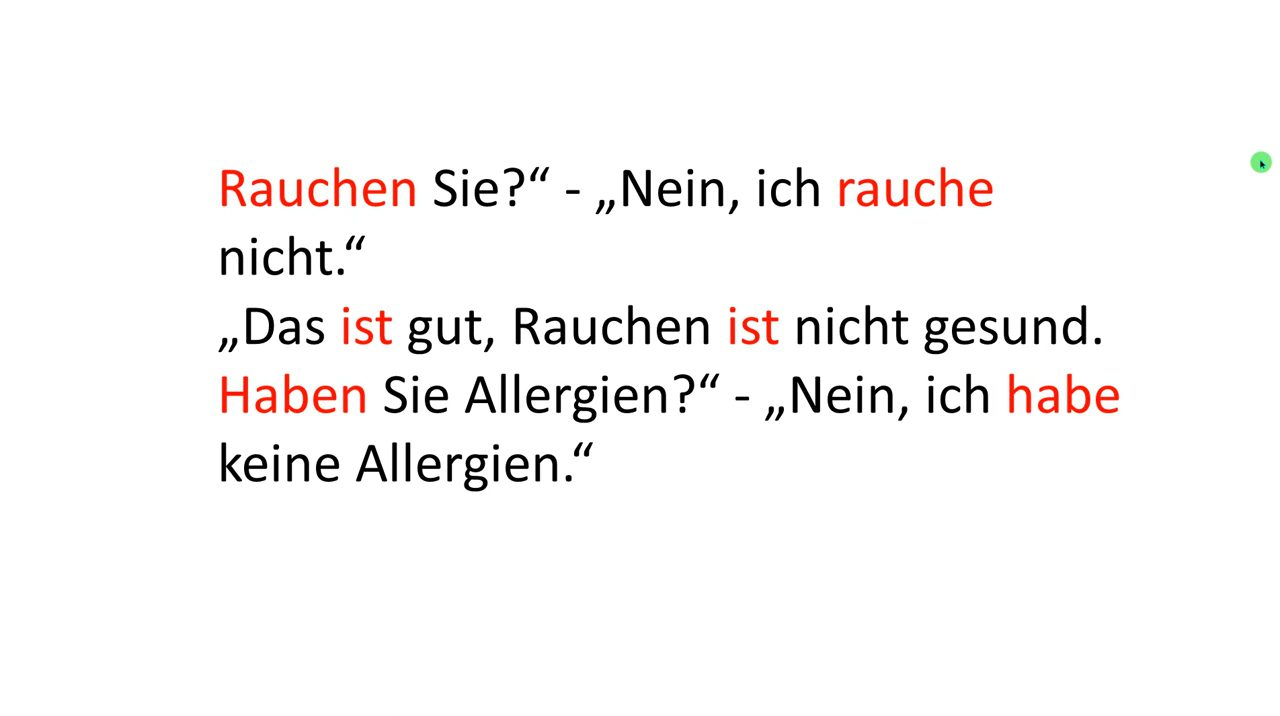 Rauchen Sie?“ - „Nein, ich rauche
nicht.“
„Das ist gut, Rauchen ist nicht gesund.
Haben Sie Allergien?“ - „Nein, ich habe
keine Allergien.“